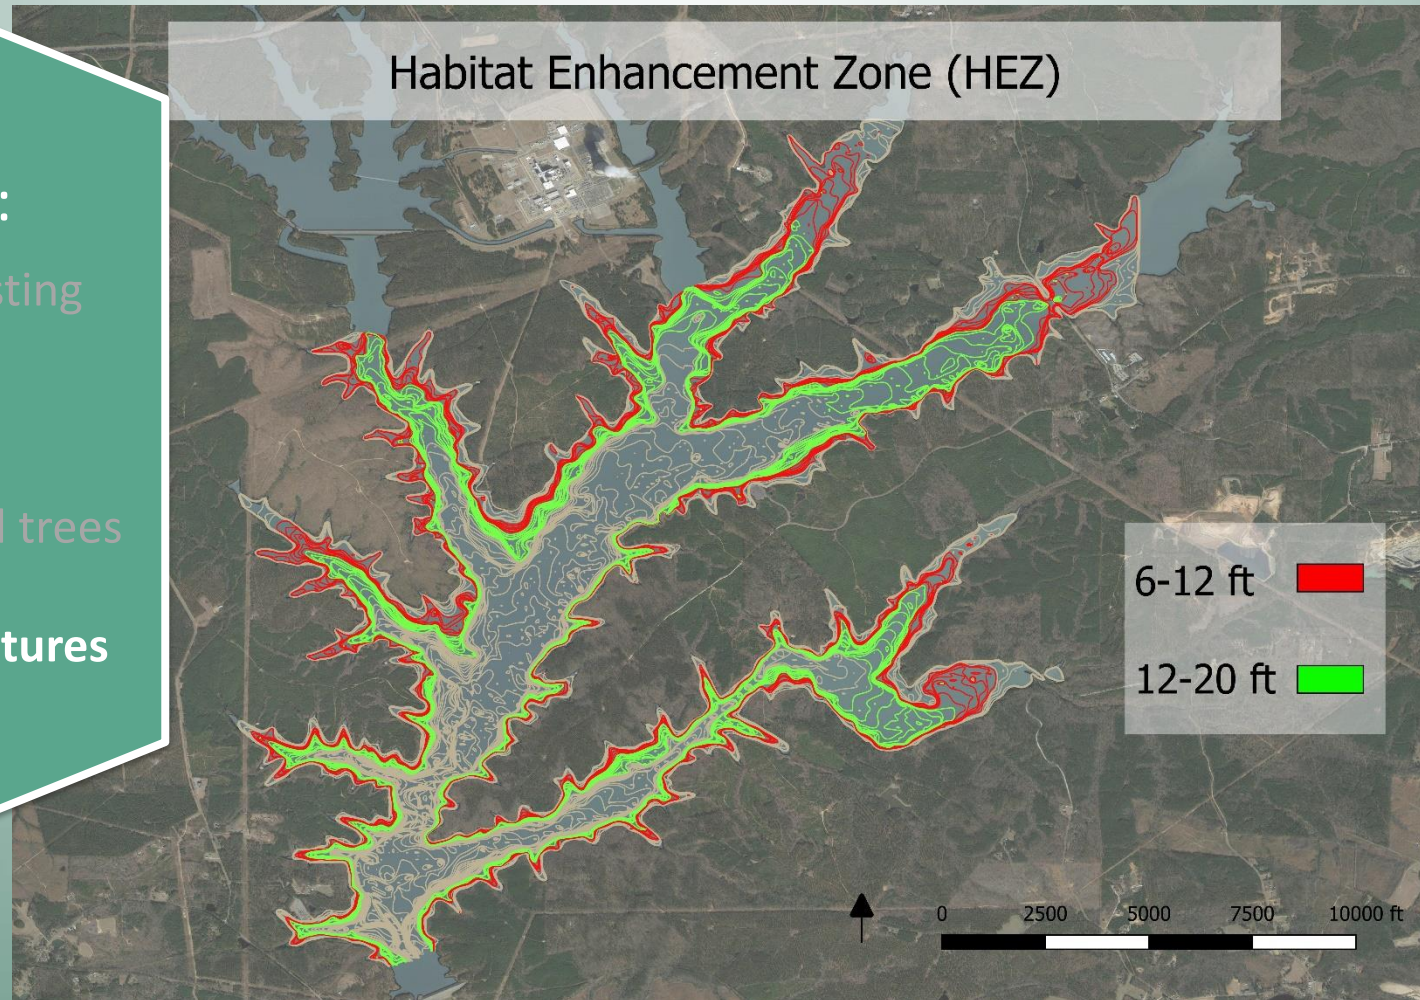 Habitat Enhancement Zone (HEZ)
:
sting
trees
tures
6-12 ft
12-20 ft
0 2500 5000 7500 10000 ft